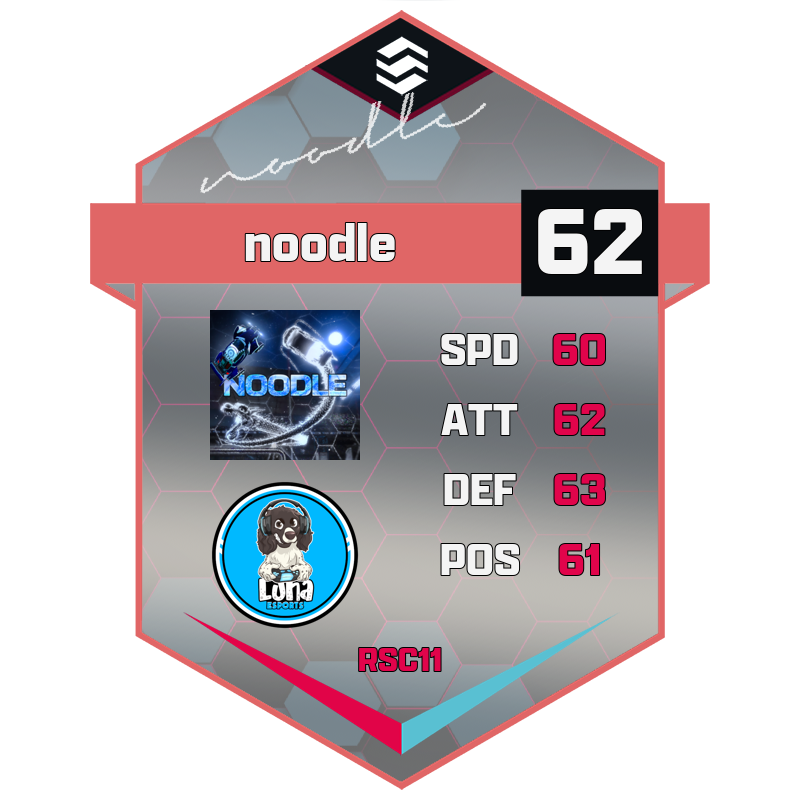 noodle
noodle
62
NOODLE
SPD 60
ATT 62
DEF 63
POS 61
Luna
ESPORTS
RSC11